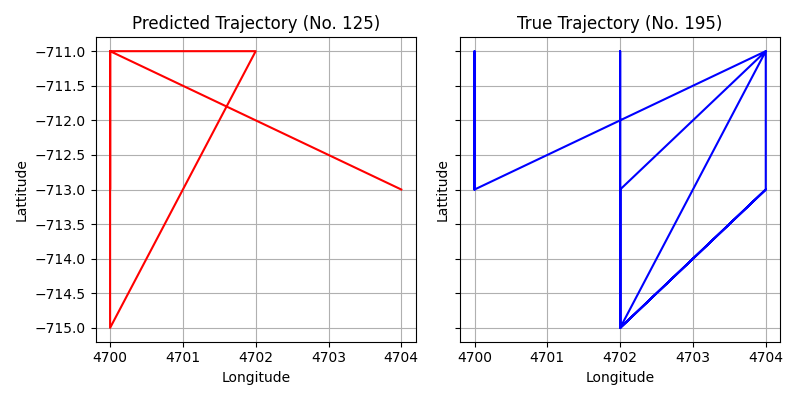 Predicted Trajectory (No. 125)
True Trajectory (No. 195)
−711.0
−711.5
−712.0
−712.5
−713.0
−713.5
−714.0
−714.5
−715.0
Lattitude
Lattitude
4700 4701 4702 4703 4704
4700 4701 4702 4703 4704
Longitude
Longitude